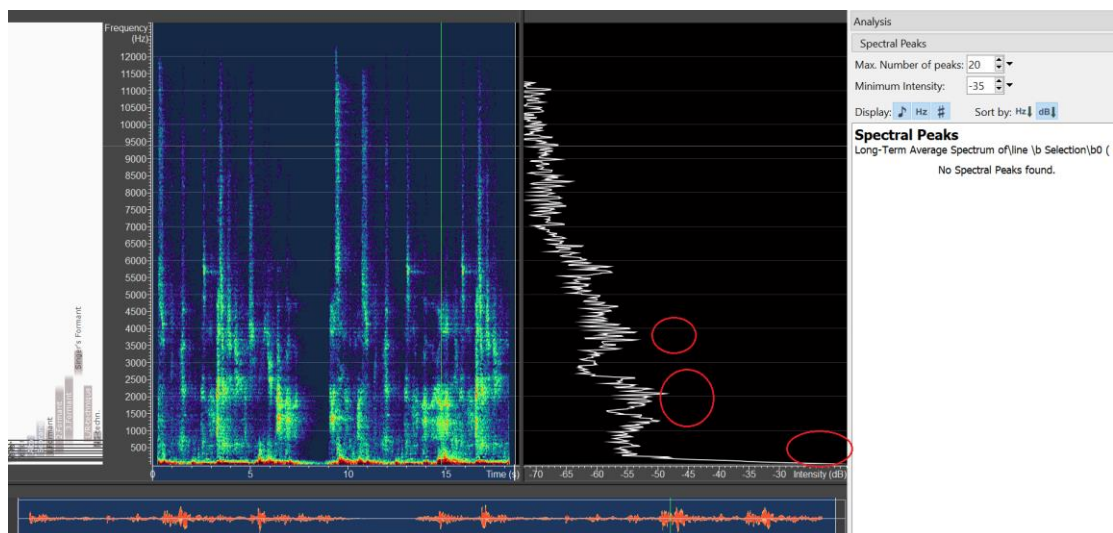 Frequency
(Hz)
12000
11500
11000
10500
10000
9500
9000
8500
8000
7500
7000
6500
6000
5500
5000
4500
4000
3500
3000
2500
2000
1500
1000
500
Singer's Formant
0
5
10
15
Time (s)
-70
-65
-60
-55
-50
-45
-40
-35
-30
Intensity (dB)
Analysis
Spectral Peaks
Max. Number of peaks: 20
Minimum Intensity: -35
Display: Hz Sort by: Hz dB
Spectral Peaks
Long-Term Average Spectrum of\line \b Selection\b0 (
No Spectral Peaks found.